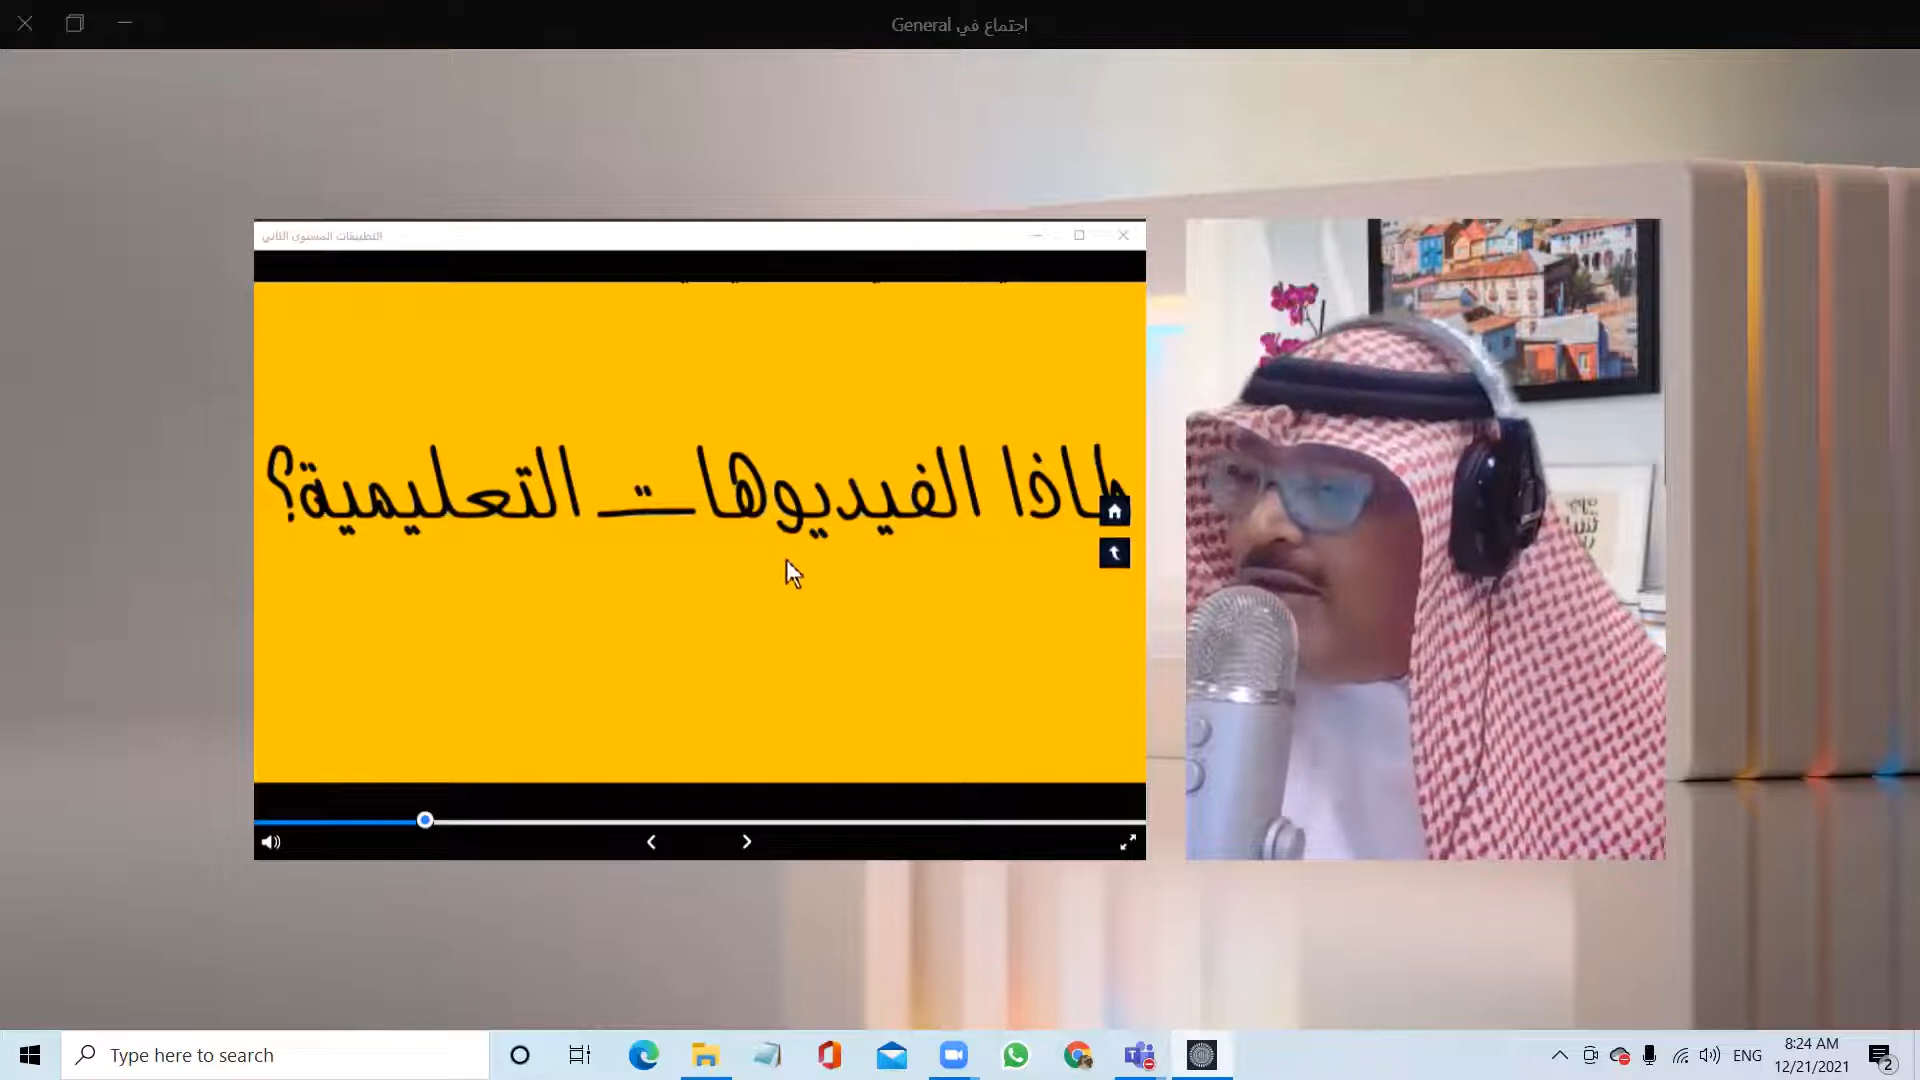 اجتماع في General
التطبيقات المستوى الثاني
لماذا الفيديوهات التعليمية؟
Type here to search
ENG
8:24 AM
12/21/2021
2